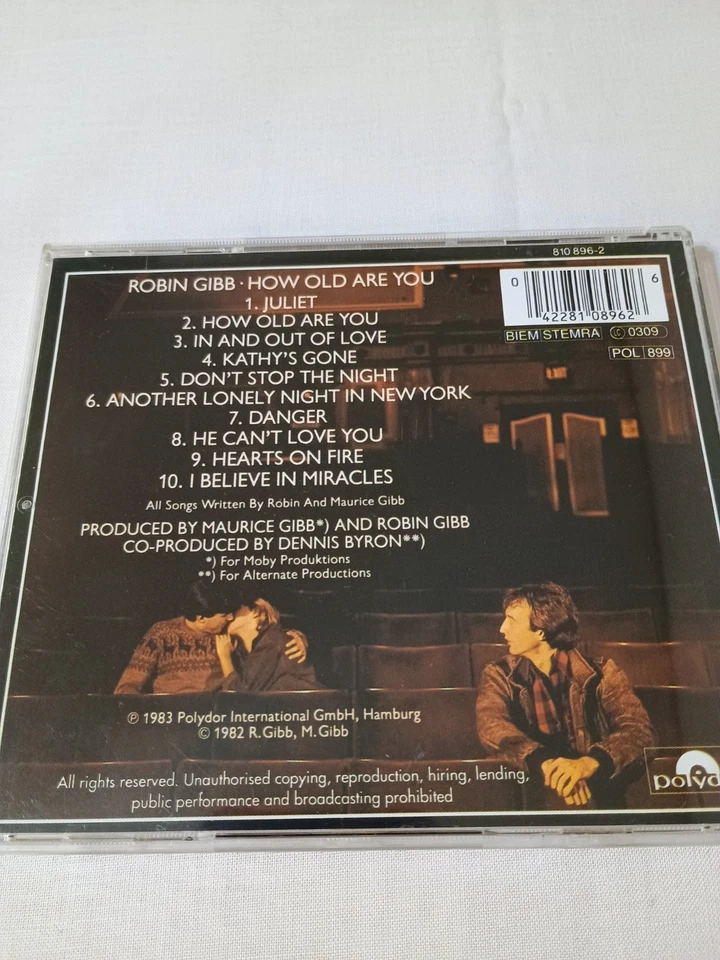 810 896-2
ROBIN GIBB · HOW OLD ARE YOU
1. JULIET
2. HOW OLD ARE YOU
3. IN AND OUT OF LOVE
4. KATHY'S GONE
5. DON'T STOP THE NIGHT
6. ANOTHER LONELY NIGHT IN NEW YORK
7. DANGER
8. HE CAN'T LOVE YOU
9. HEARTS ON FIRE
10. I BELIEVE IN MIRACLES
All Songs Written By Robin And Maurice Gibb
PRODUCED BY MAURICE GIBB*) AND ROBIN GIBB
CO-PRODUCED BY DENNIS BYRON**)
*) For Moby Produktions
**) For Alternate Productions
0 42281 08962 6
BIEM STEMRA LC 0309
POL 899
℗ 1983 Polydor International GmbH, Hamburg
© 1982 R.Gibb, M.Gibb
All rights reserved. Unauthorised copying, reproduction, hiring, lending,
public performance and broadcasting prohibited
polyd